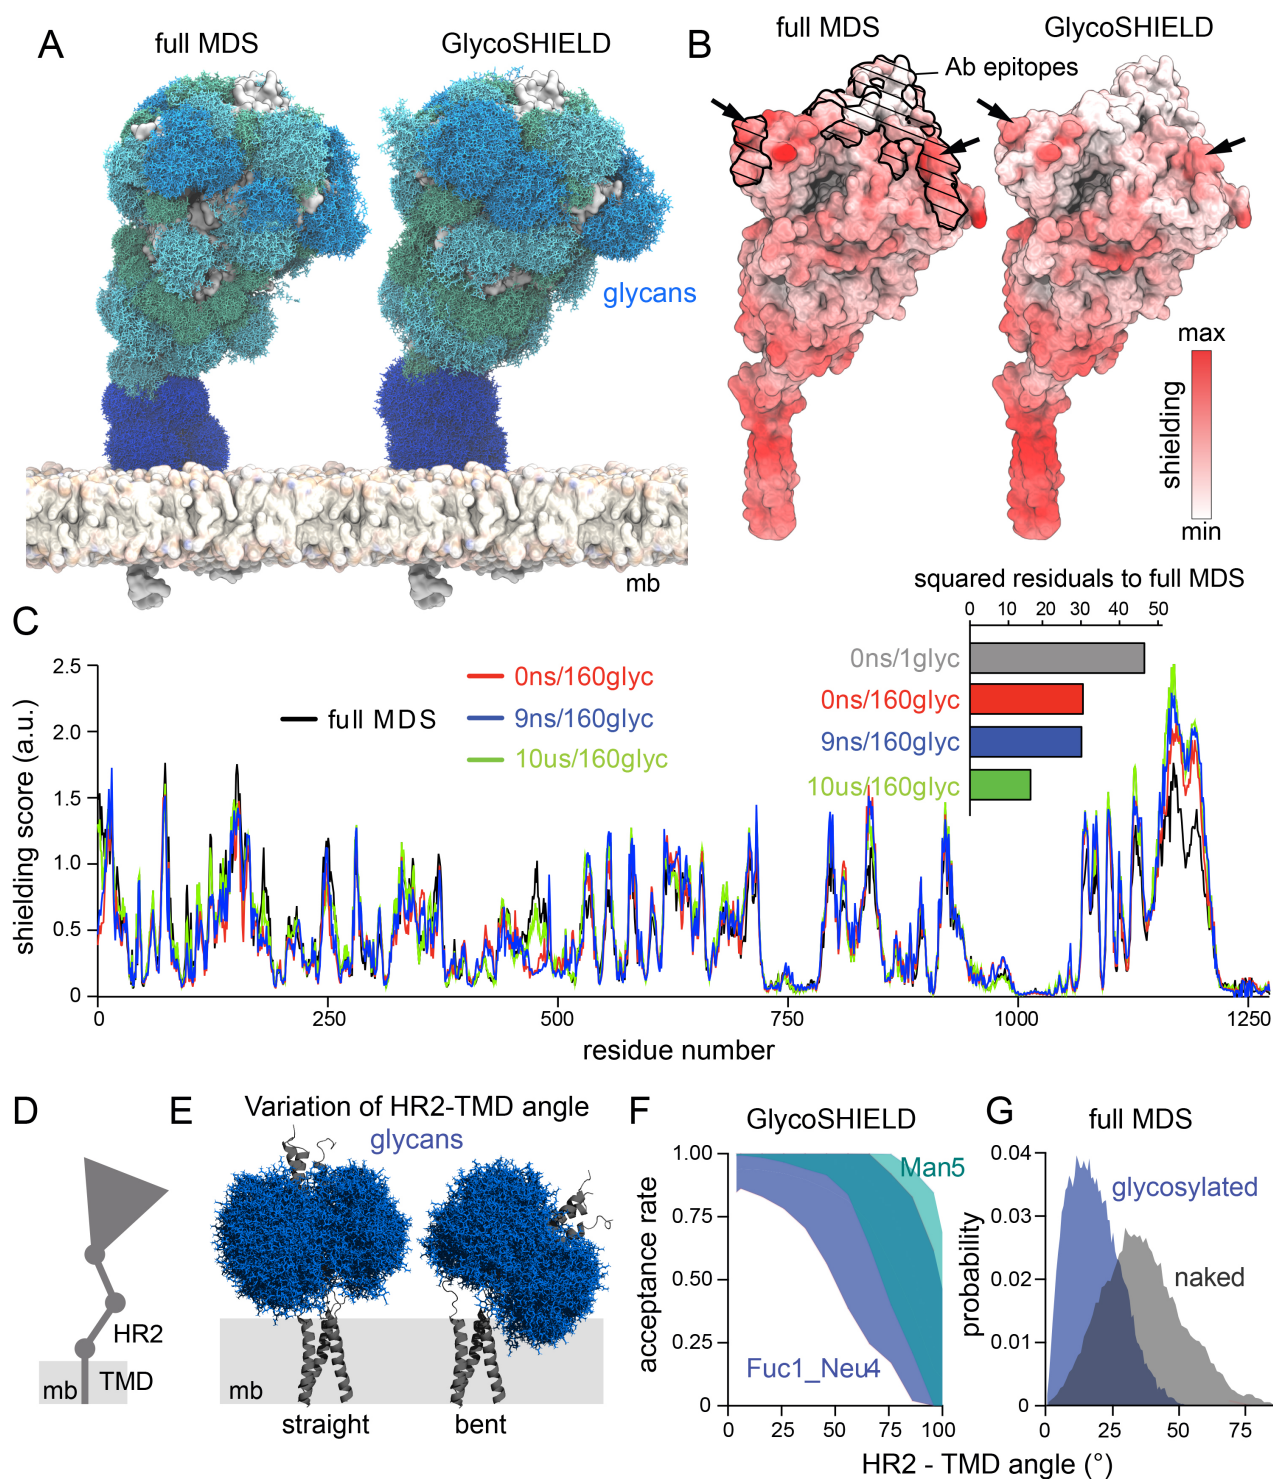 A
full MDS
GlycoSHIELD
glycans
mb
B
full MDS
GlycoSHIELD
Ab epitopes
max
shielding
min
C
squared residuals to full MDS
0 10 20 30 40 50
0ns/1glyc
0ns/160glyc
9ns/160glyc
10us/160glyc
full MDS
0ns/160glyc
9ns/160glyc
10us/160glyc
shielding score (a.u.)
2.5
2.0
1.5
1.0
0.5
0
0 250 500 750 1000 1250
residue number
D
HR2
mb
TMD
E
Variation of HR2-TMD angle
glycans
mb
straight
bent
F
GlycoSHIELD
acceptance rate
1.00
0.75
0.50
0.25
0
Man5
Fuc1_Neu4
0 25 50 75 100
HR2 - TMD angle (°)
G
full MDS
probability
0.04
0.03
0.02
0.01
0
glycosylated
naked
0 25 50 75